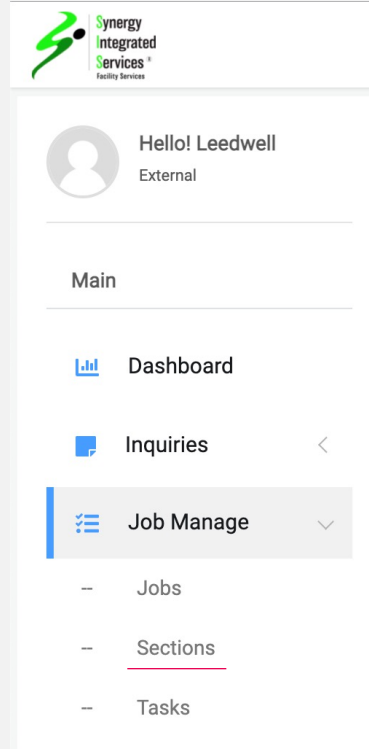 Synergy
Integrated
Services
Facility Services
Hello! Leedwell
External
Main
Dashboard
Inquiries
Job Manage
-- Jobs
-- Sections
-- Tasks